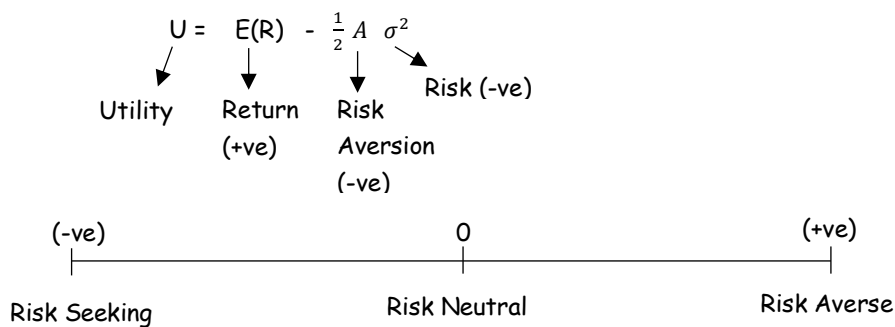 U = E(R) - ½ A σ²
Risk (-ve)
Utility Return Risk
(+ve) Aversion
(-ve)
(-ve) 0 (+ve)
Risk Seeking Risk Neutral Risk Averse